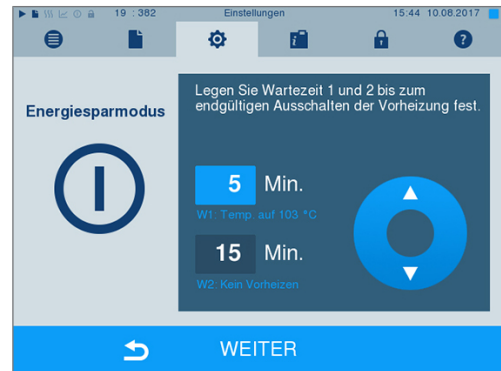 19 : 382 Einstellungen 15:44 10.08.2017
Energiesparmodus
Legen Sie Wartezeit 1 und 2 bis zum
endgültigen Ausschalten der Vorheizung fest.
5 Min.
W1: Temp. auf 103 °C
15 Min.
W2: Kein Vorheizen
WEITER